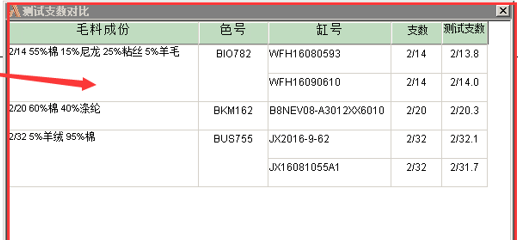 测试支数对比
毛料成份 色号 缸号 支数 测试支数
2/14 55%棉 15%尼龙 25%粘丝 5%羊毛 BIO782 WFH16080593 2/14 2/13.8
WFH16090610 2/14 2/14.0
2/20 60%棉 40%涤纶 BKM162 B8NEV08-A3012XX6010 2/20 2/20.3
2/32 5%羊绒 95%棉 BUS755 JX2016-9-62 2/32 2/32.1
JX16081055A1 2/32 2/31.7